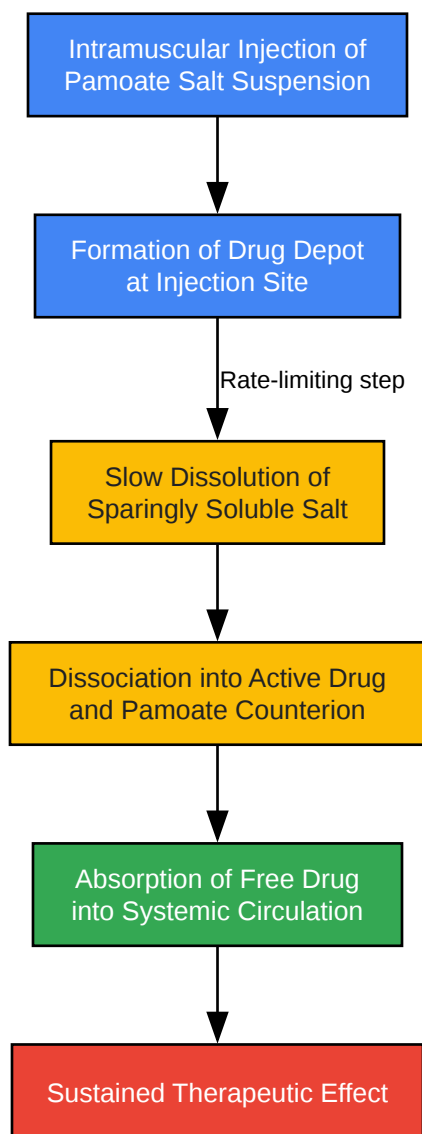 Intramuscular Injection of
Pamoate Salt Suspension
Formation of Drug Depot
at Injection Site
Rate-limiting step
Slow Dissolution of
Sparingly Soluble Salt
Dissociation into Active Drug
and Pamoate Counterion
Absorption of Free Drug
into Systemic Circulation
Sustained Therapeutic Effect